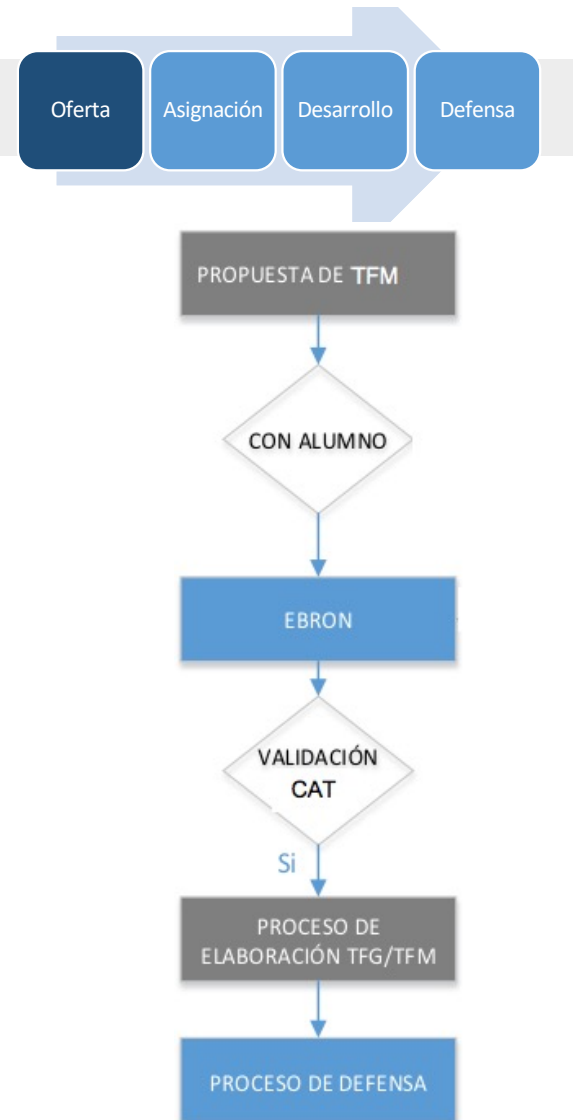 Oferta
Asignación
Desarrollo
Defensa
PROPUESTA DE TFM
CON ALUMNO
EBRON
VALIDACIÓN
CAT
Si
PROCESO DE
ELABORACIÓN TFG/TFM
PROCESO DE DEFENSA